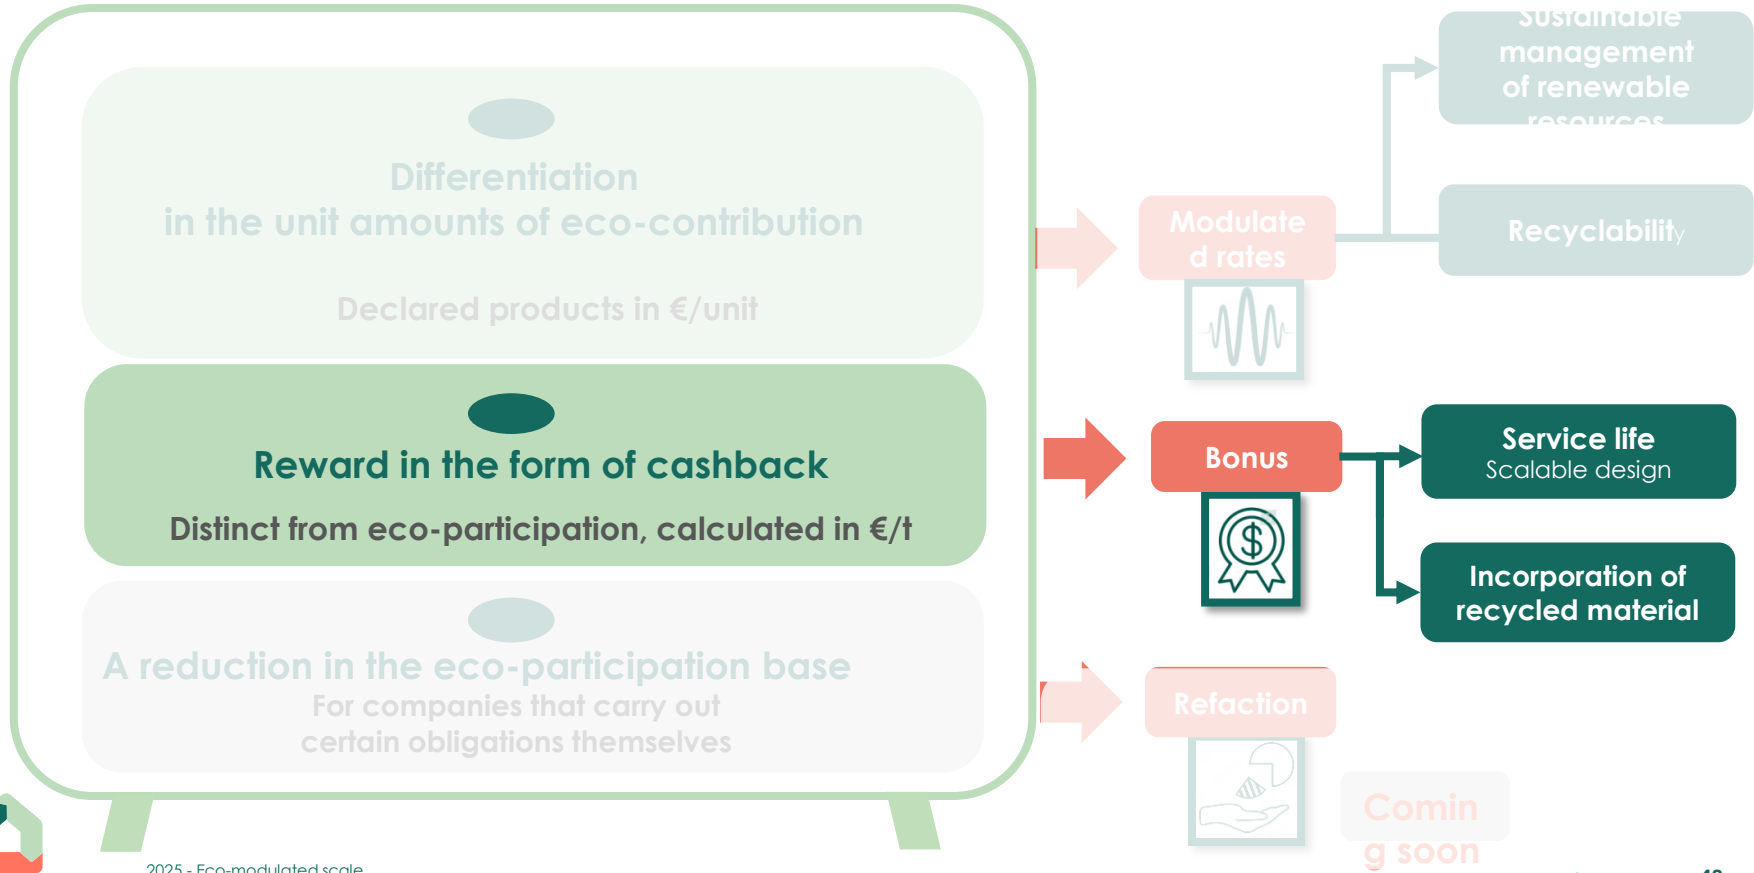 Differentiation
in the unit amounts of eco-contribution
Declared products in €/unit
Reward in the form of cashback
Distinct from eco-participation, calculated in €/t
A reduction in the eco-participation base
For companies that carry out
certain obligations themselves
Modulate
d rates
Sustainable
management
of renewable
resources
Recyclability
Bonus
$
Service life
Scalable design
Incorporation of
recycled material
Refaction
Comin
g soon
2025 - Eco-modulated scale